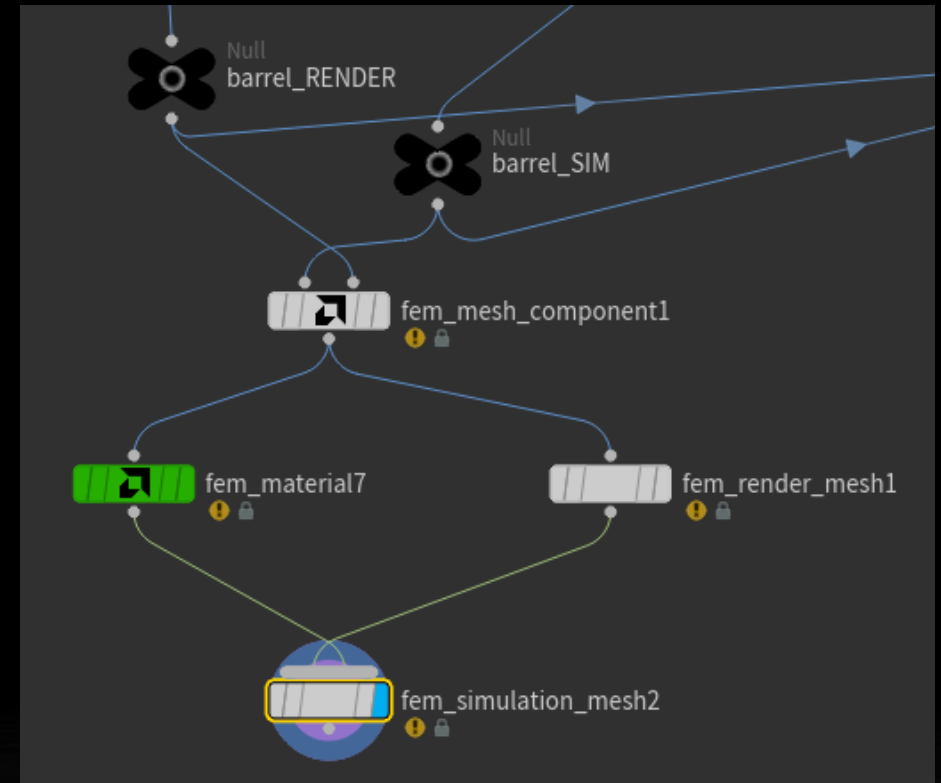 Null
barrel_RENDER
Null
barrel_SIM
fem_mesh_component1
fem_material7
fem_render_mesh1
fem_simulation_mesh2